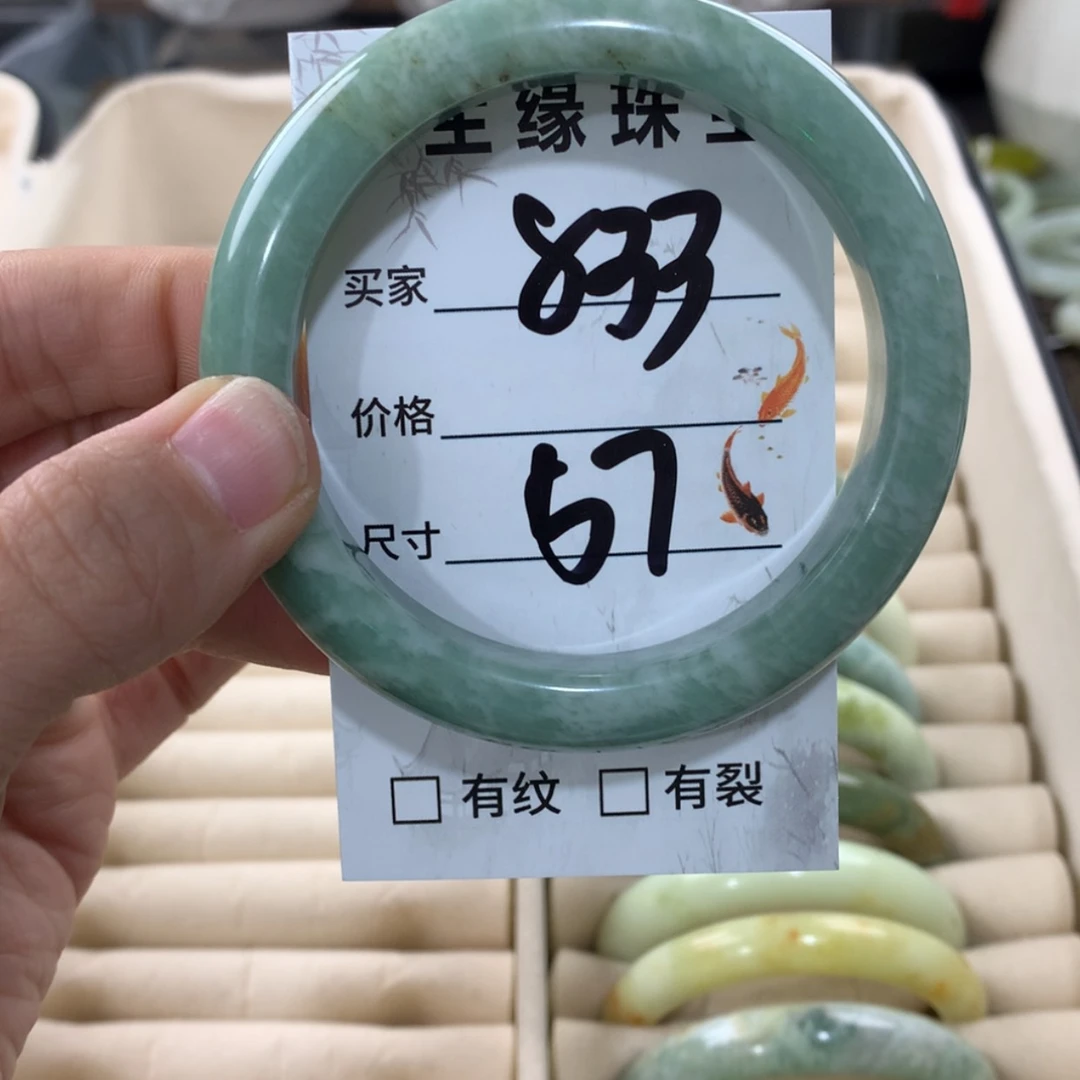 缘珠
买家 833
价格
尺寸 57
有纹 有裂